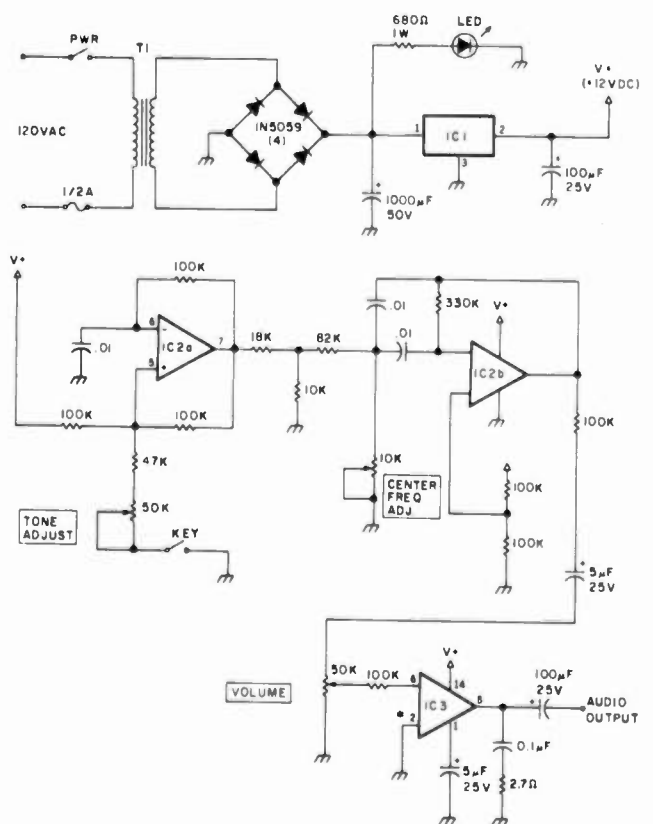 PWR
T1
120VAC
1/2A
1N5059
(4)
680Ω
1W
LED
1
IC1
2
3
V+
(+12VDC)
+
1000µF
50V
+
100µF
25V
V+
100K
6
-
IC2a
7
5
+
.01
100K
100K
47K
50K
TONE
ADJUST
KEY
18K
82K
10K
.01
.01
330K
V+
IC2b
10K
CENTER
FREQ
ADJ.
100K
100K
100K
+
5µF
25V
VOLUME
50K
100K
6
V+
14
IC3
8
*
2
1
+
5µF
25V
100µF
25V
+
AUDIO
OUTPUT
0.1µF
2.7Ω